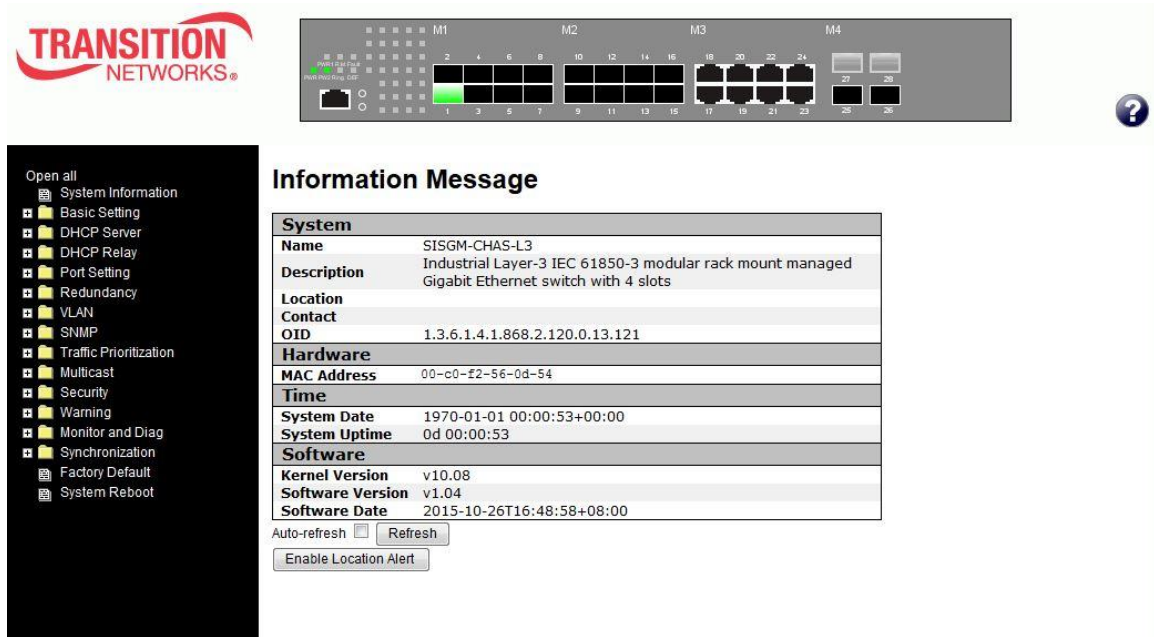 TRANSITION
NETWORKS®
M1 M2 M3 M4
2 4 6 8 10 12 14 16 18 20 22 24
PWR1 R.M Fault
27 28
1 3 5 7 9 11 13 15 17 19 21 23 25 26
?
Open all
System Information
Basic Setting
DHCP Server
DHCP Relay
Port Setting
Redundancy
VLAN
SNMP
Traffic Prioritization
Multicast
Security
Warning
Monitor and Diag
Synchronization
Factory Default
System Reboot
Information Message
System
Name SISGM-CHAS-L3
Description Industrial Layer-3 IEC 61850-3 modular rack mount managed
Gigabit Ethernet switch with 4 slots
Location
Contact
OID 1.3.6.1.4.1.868.2.120.0.13.121
Hardware
MAC Address 00-c0-f2-56-0d-54
Time
System Date 1970-01-01 00:00:53+00:00
System Uptime 0d 00:00:53
Software
Kernel Version v10.08
Software Version v1.04
Software Date 2015-10-26T16:48:58+08:00
Auto-refresh Refresh
Enable Location Alert